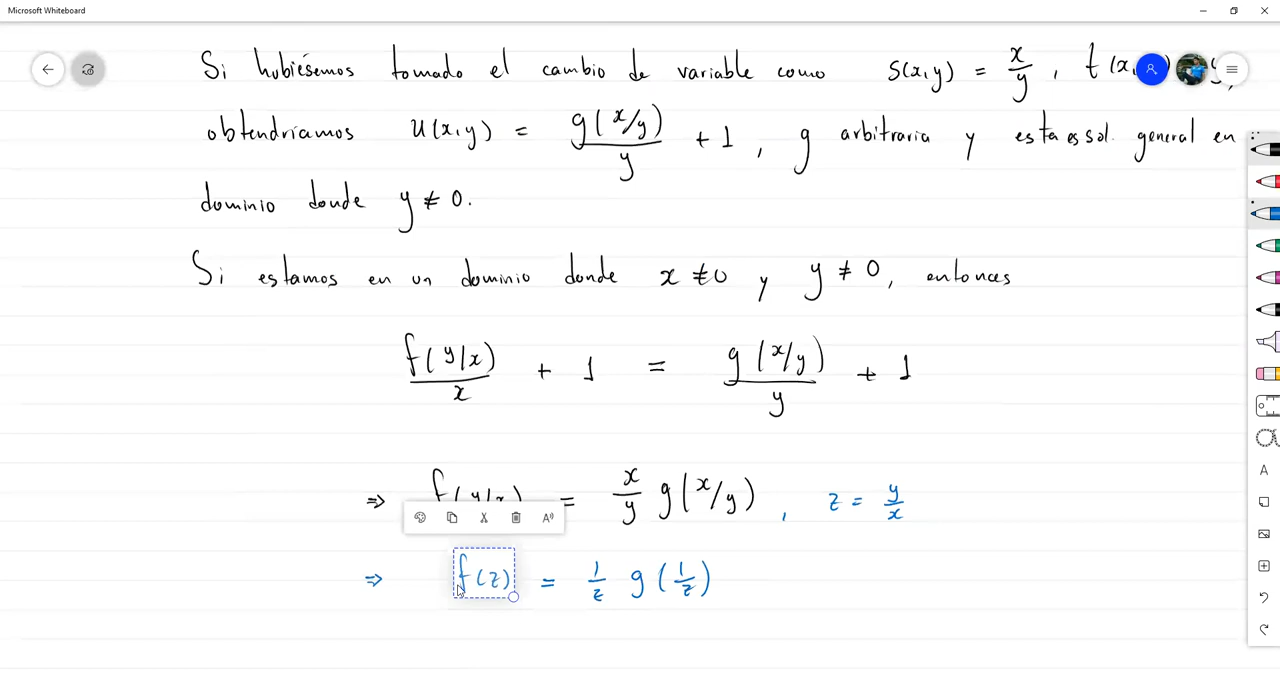 Microsoft Whiteboard
Si hubiésemos tomado el cambio de variable como s(x,y) = x/y , t(x,
obtendríamos u(x,y) = g(x/y)/y + 1 , g arbitraria y esta es sol. general en
dominio donde y ≠ 0.
Si estamos en un dominio donde x ≠ 0 y y ≠ 0, entonces
f(y/x)/x + 1 = g(x/y)/y + 1
⇒ f(y/x) = x/y g(x/y) , z = y/x
⇒ f(z) = 1/z g(1/z)